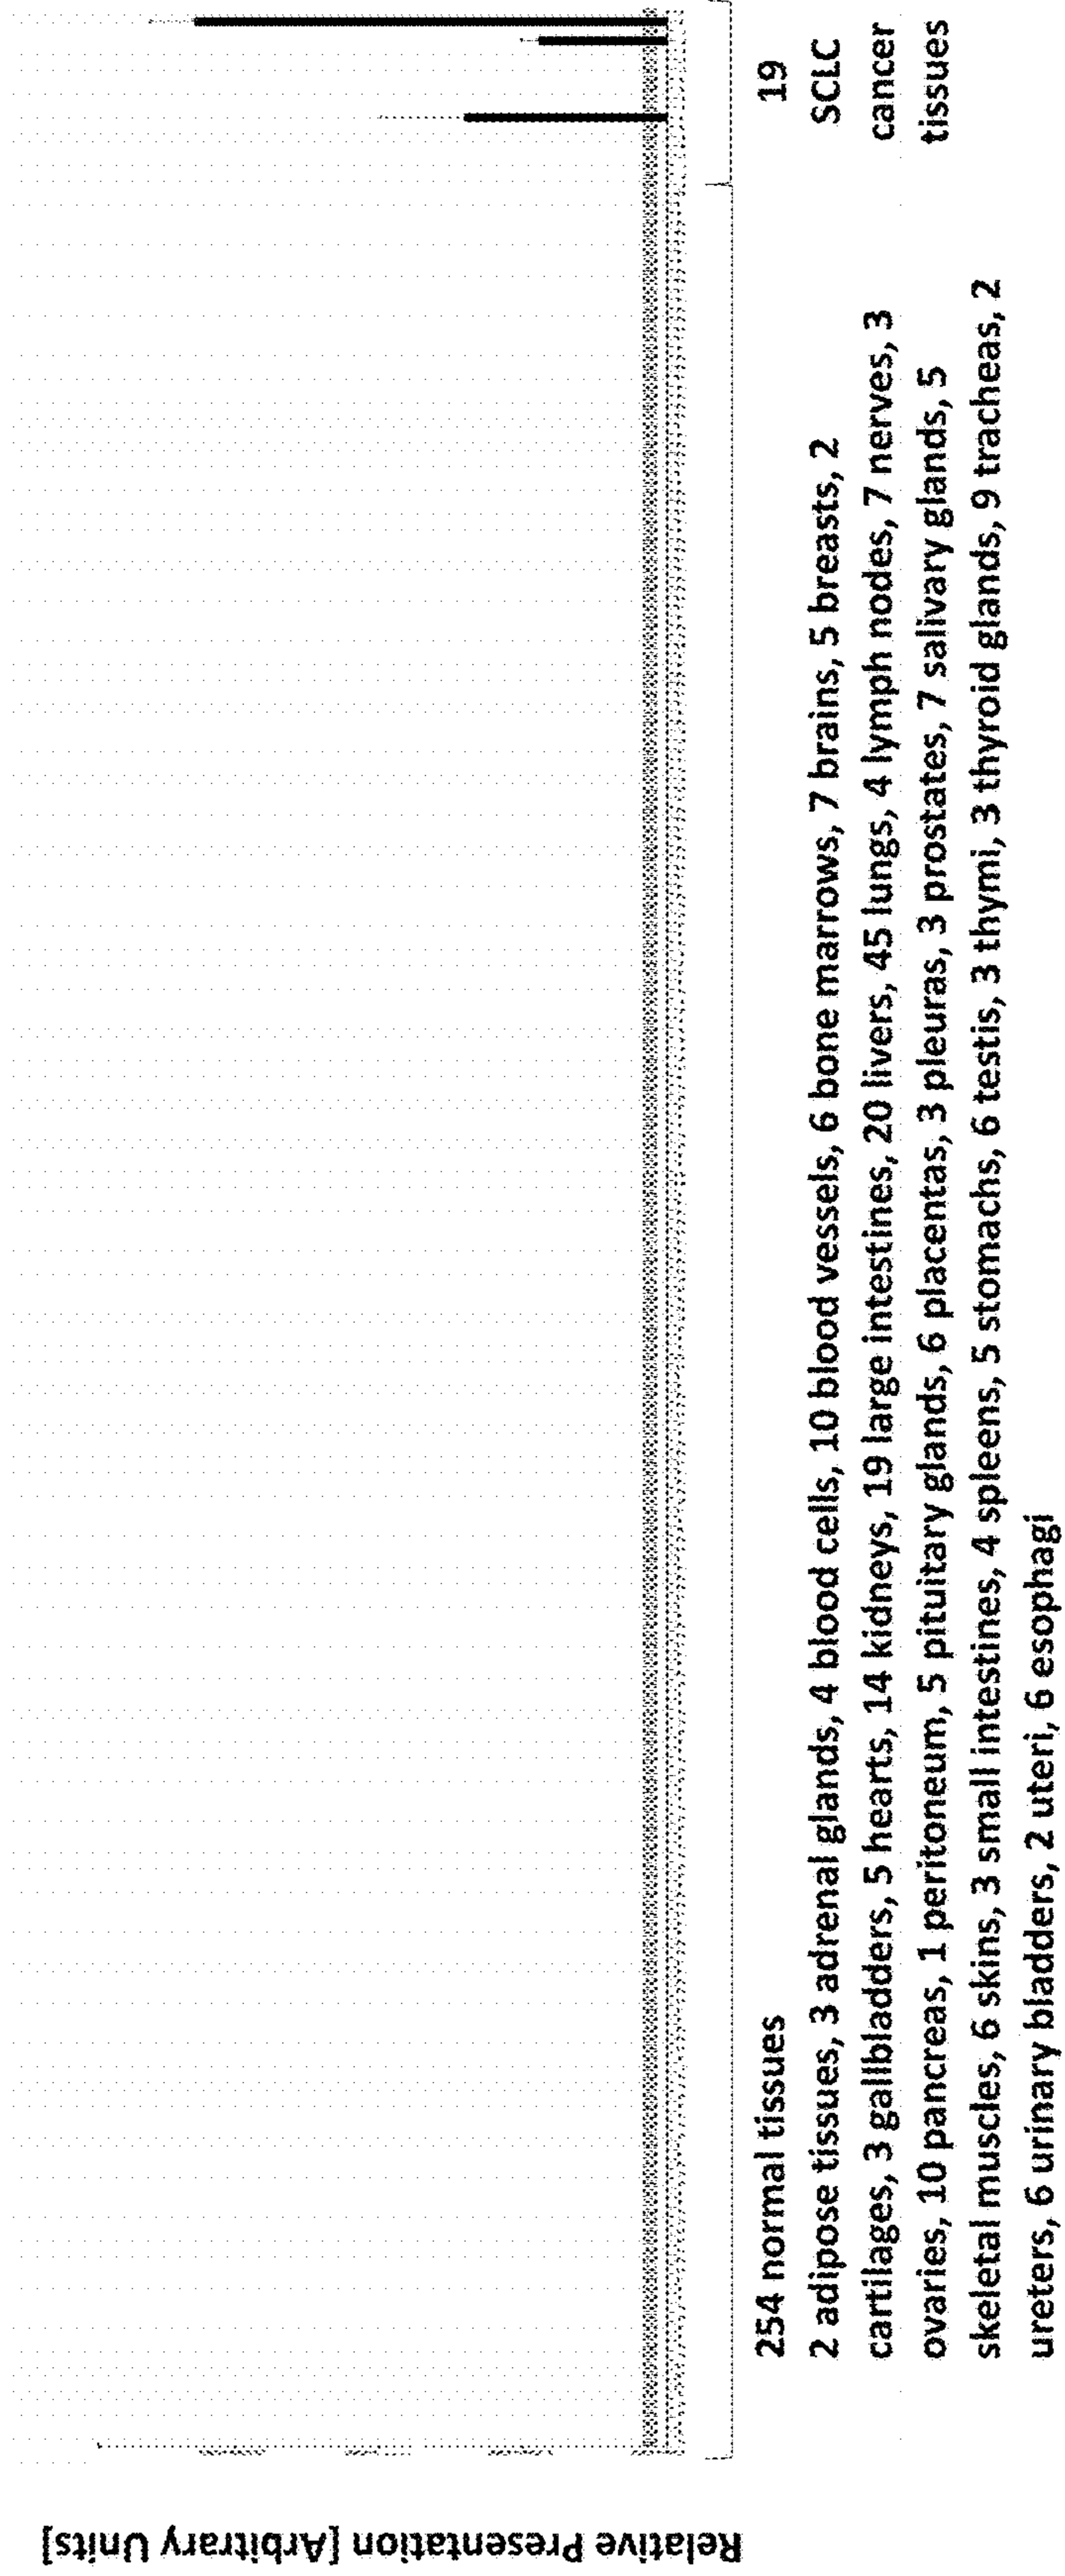 Relative Presentation [Arbitrary Units]
254 normal tissues
2 adipose tissues, 3 adrenal glands, 4 blood cells, 10 blood vessels, 6 bone marrows, 7 brains, 5 breasts, 2
cartilages, 3 gallbladders, 5 hearts, 14 kidneys, 19 large intestines, 20 livers, 45 lungs, 4 lymph nodes, 7 nerves, 3
ovaries, 10 pancreas, 1 peritoneum, 5 pituitary glands, 6 placentas, 3 pleuras, 3 prostates, 7 salivary glands, 5
skeletal muscles, 6 skins, 3 small intestines, 4 spleens, 5 stomachs, 6 testis, 3 thymi, 3 thyroid glands, 9 tracheas, 2
ureters, 6 urinary bladders, 2 uteri, 6 esophagi
19
SCLC
cancer
tissues